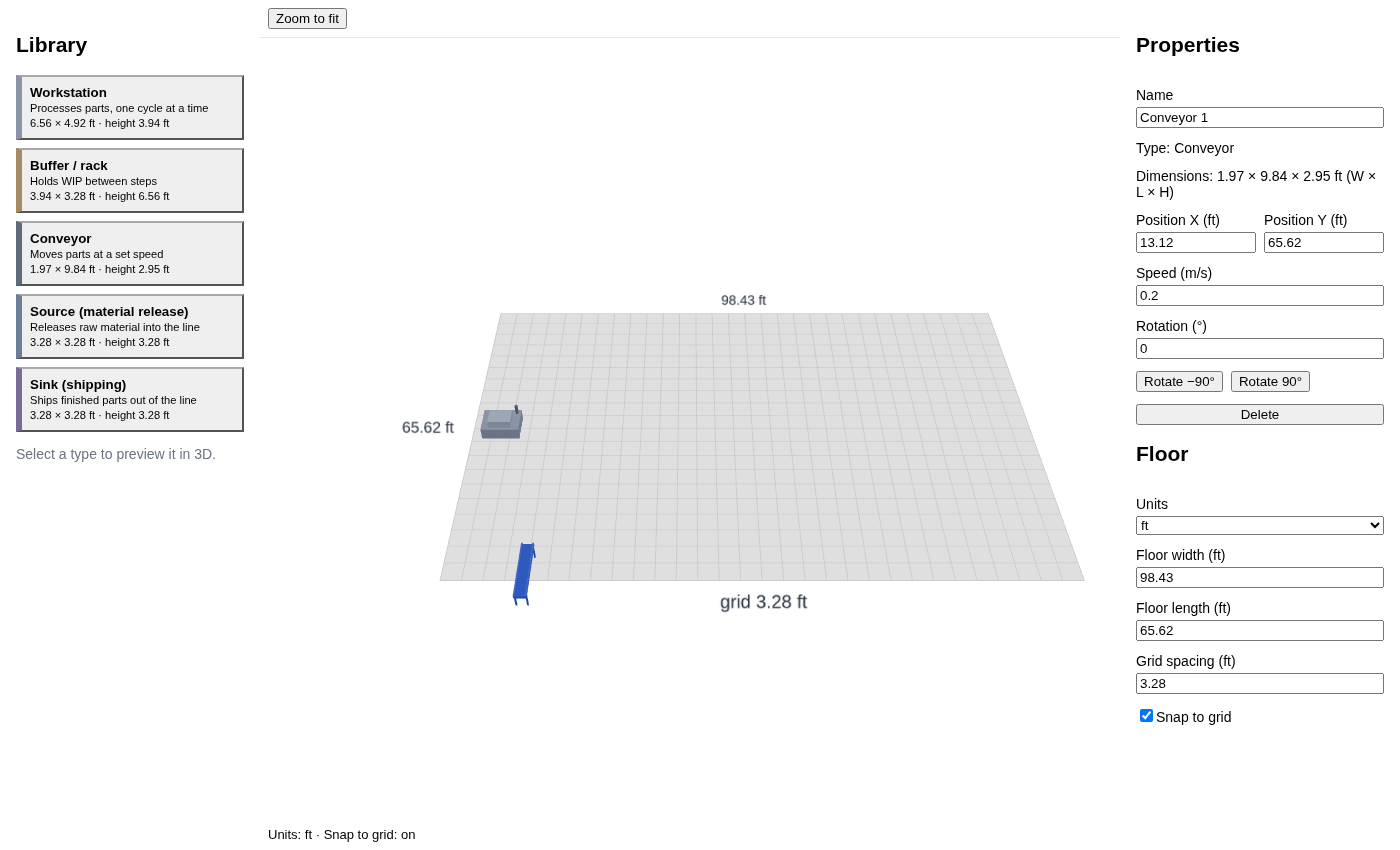 Zoom to fit
Library
Workstation
Processes parts, one cycle at a time
6.56 × 4.92 ft · height 3.94 ft
Buffer / rack
Holds WIP between steps
3.94 × 3.28 ft · height 6.56 ft
Conveyor
Moves parts at a set speed
1.97 × 9.84 ft · height 2.95 ft
Source (material release)
Releases raw material into the line
3.28 × 3.28 ft · height 3.28 ft
Sink (shipping)
Ships finished parts out of the line
3.28 × 3.28 ft · height 3.28 ft
Select a type to preview it in 3D.
98.43 ft
65.62 ft
grid 3.28 ft
Units: ft · Snap to grid: on
Properties
Name
Conveyor 1
Type: Conveyor
Dimensions: 1.97 × 9.84 × 2.95 ft (W ×
L × H)
Position X (ft) Position Y (ft)
13.12 65.62
Speed (m/s)
0.2
Rotation (°)
0
Rotate −90° Rotate 90°
Delete
Floor
Units
ft
Floor width (ft)
98.43
Floor length (ft)
65.62
Grid spacing (ft)
3.28
Snap to grid